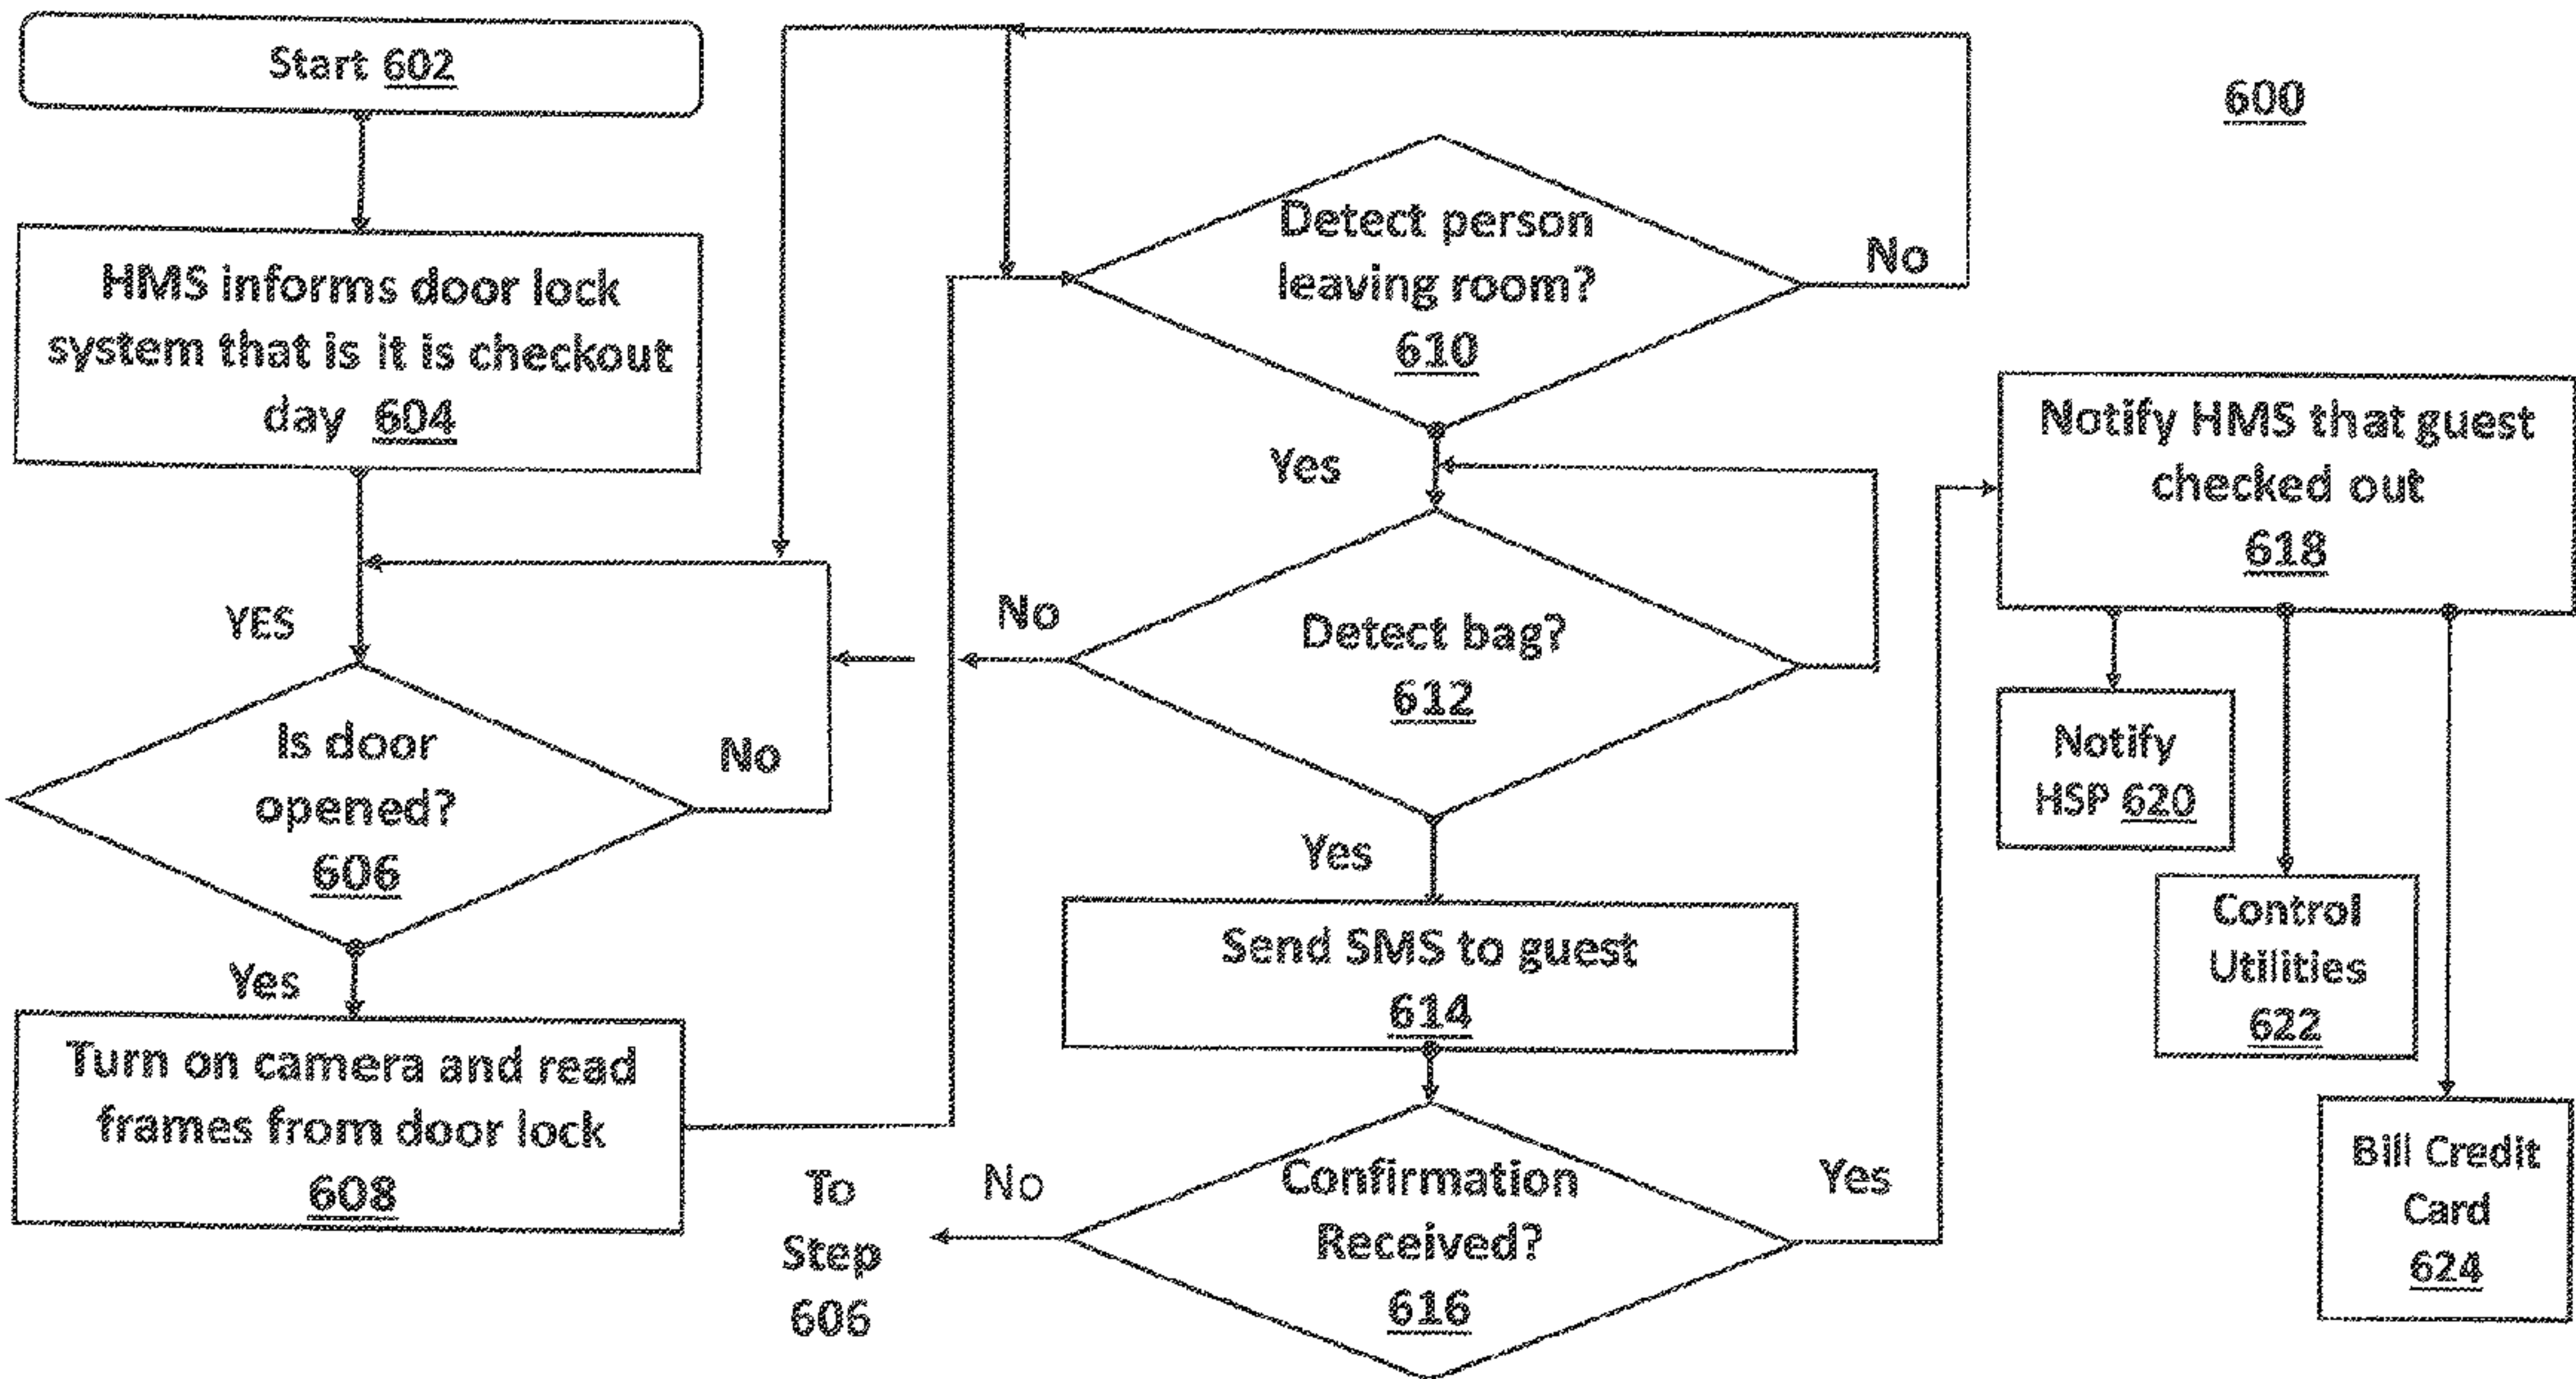 Start 602
600
HMS informs door lock
system that is it is checkout
day 604
YES
Is door
opened?
606
No
Yes
Turn on camera and read
frames from door lock
608
Detect person
leaving room?
610
No
Yes
Detect bag?
612
No
Yes
Send SMS to guest
614
Confirmation
Received?
616
No
To
Step
606
Yes
Notify HMS that guest
checked out
618
Notify
HSP 620
Control
Utilities
622
Bill Credit
Card
624